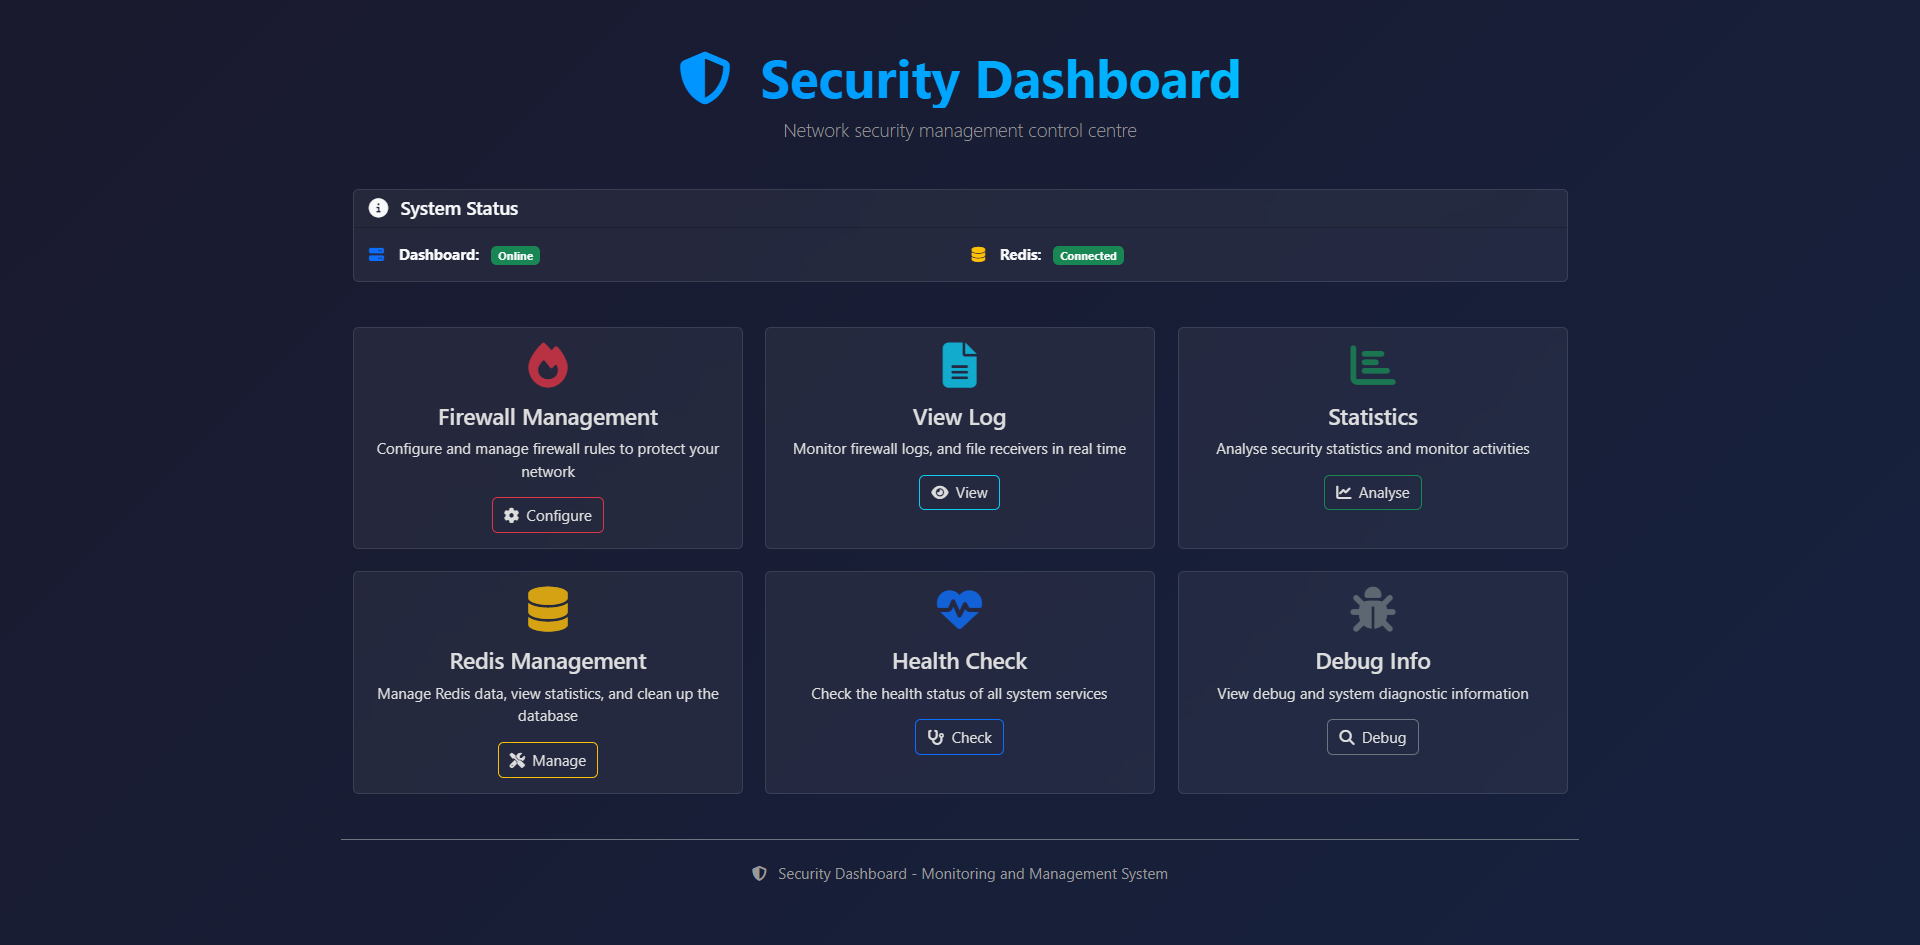 Security Dashboard
Network security management control centre
System Status
Dashboard: Online
Redis: Connected
Firewall Management
Configure and manage firewall rules to protect your
network
Configure
View Log
Monitor firewall logs, and file receivers in real time
View
Statistics
Analyse security statistics and monitor activities
Analyse
Redis Management
Manage Redis data, view statistics, and clean up the
database
Manage
Health Check
Check the health status of all system services
Check
Debug Info
View debug and system diagnostic information
Debug
Security Dashboard - Monitoring and Management System